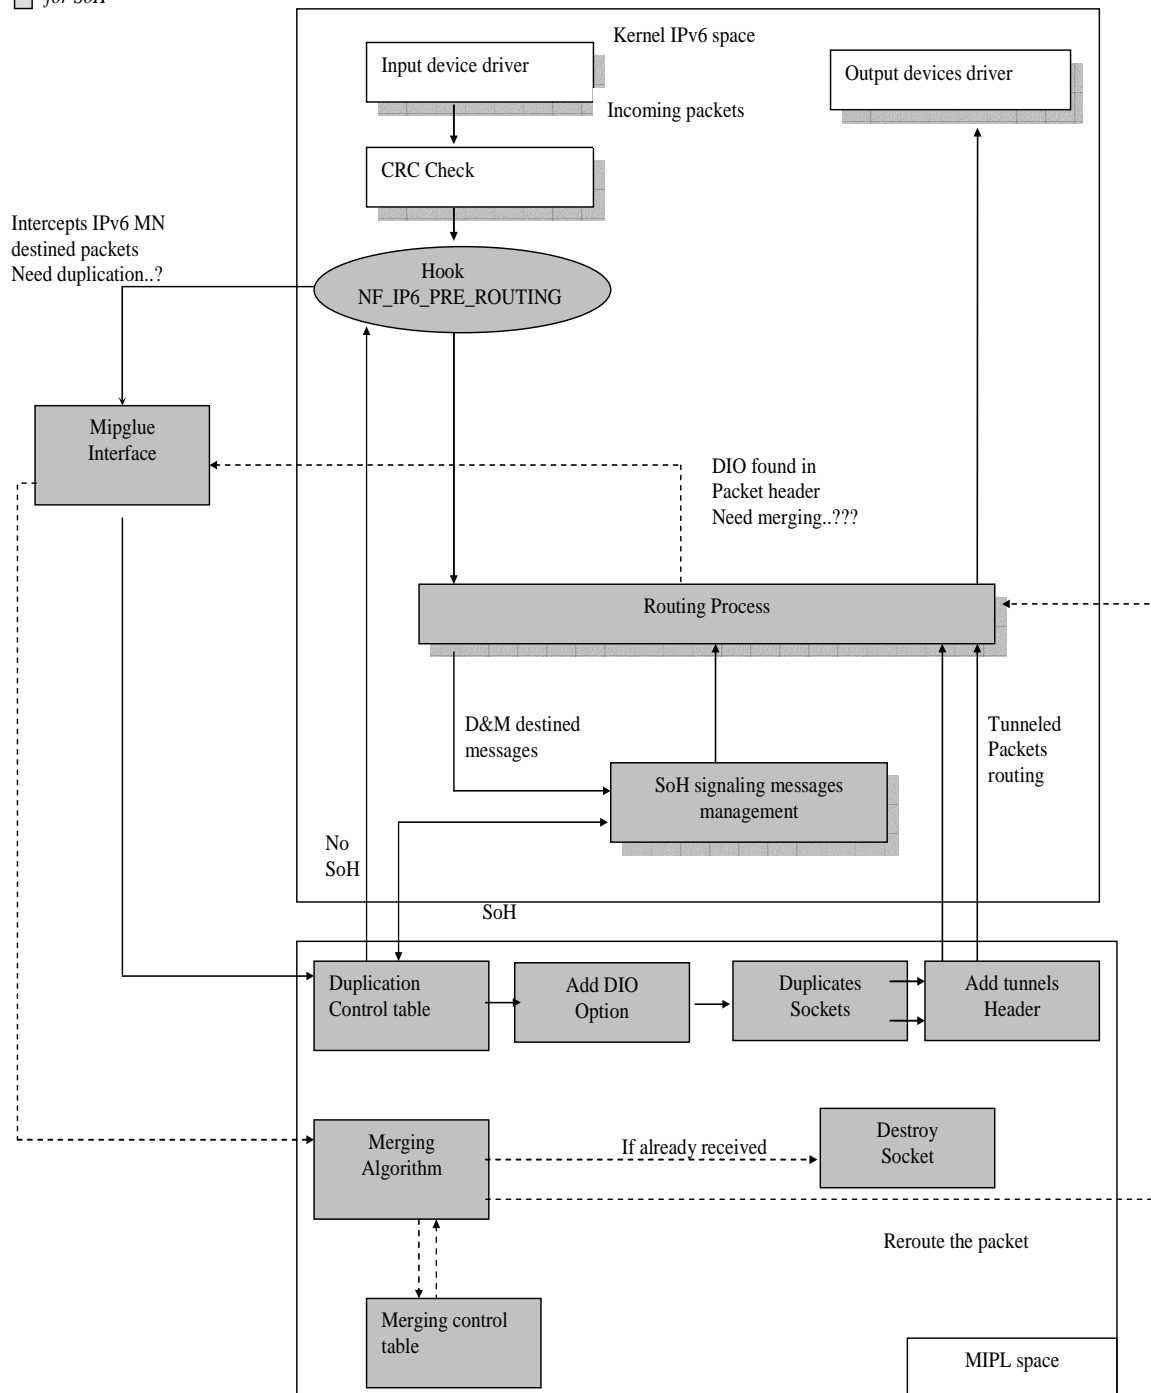 for SoH
Kernel IPv6 space
Input device driver
Output devices driver
Incoming packets
CRC Check
Intercepts IPv6 MN
destined packets
Need duplication..?
Hook
NF_IP6_PRE_ROUTING
Mipglue
Interface
DIO found in
Packet header
Need merging..???
Routing Process
D&M destined
messages
Tunneled
Packets
routing
SoH signaling messages
management
No
SoH
SoH
Duplication
Control table
Add DIO
Option
Duplicates
Sockets
Add tunnels
Header
Merging
Algorithm
If already received
Destroy
Socket
Reroute the packet
Merging control
table
MIPL space